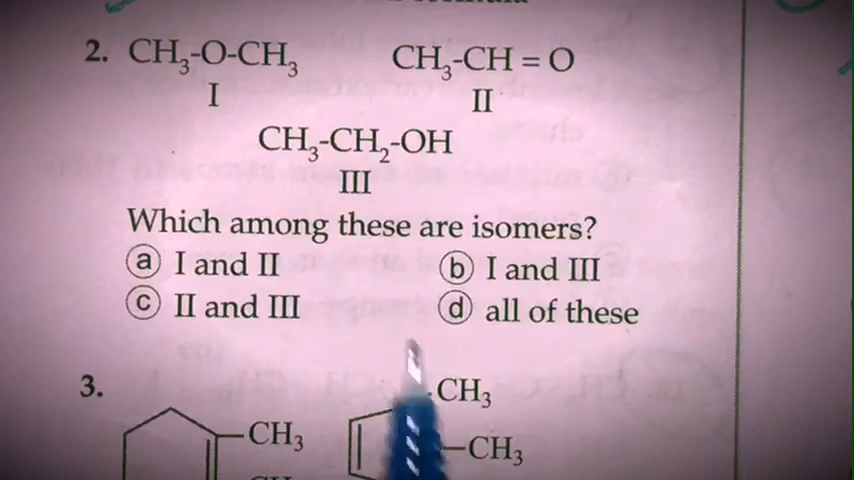 2. CH₃-O-CH₃ CH₃-CH = O
I II
CH₃-CH₂-OH
III
Which among these are isomers?
ⓐ I and II ⓑ I and III
ⓒ II and III ⓓ all of these
3. CH₃
CH₃ CH₃